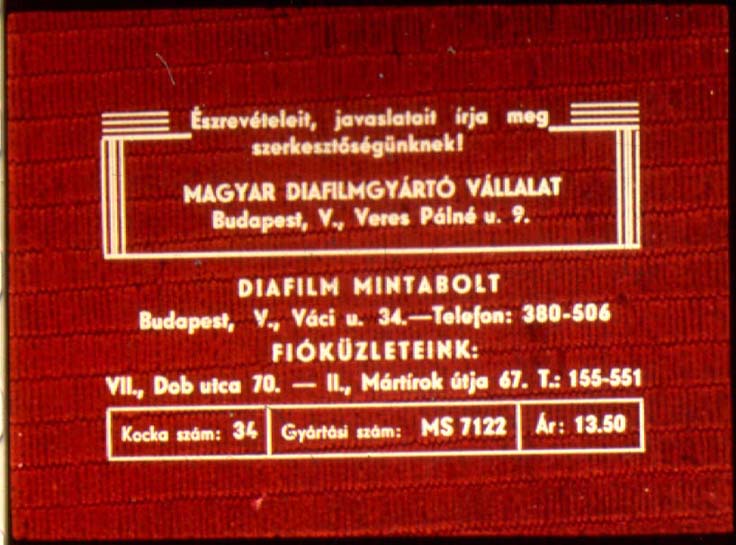 Észrevételeit, javaslatait írja meg
szerkesztőségünknek!
MAGYAR DIAFILMGYÁRTÓ VÁLLALAT
Budapest, V., Veres Pálné u. 9.
DIAFILM MINTABOLT
Budapest, V., Váci u. 34.—Telefon: 380-506
FIÓKÜZLETEINK:
VII., Dob utca 70. — II., Mártírok útja 67. T.: 155-551
Kocka szám: 34 Gyártási szám: MS 7122 Ár: 13.50